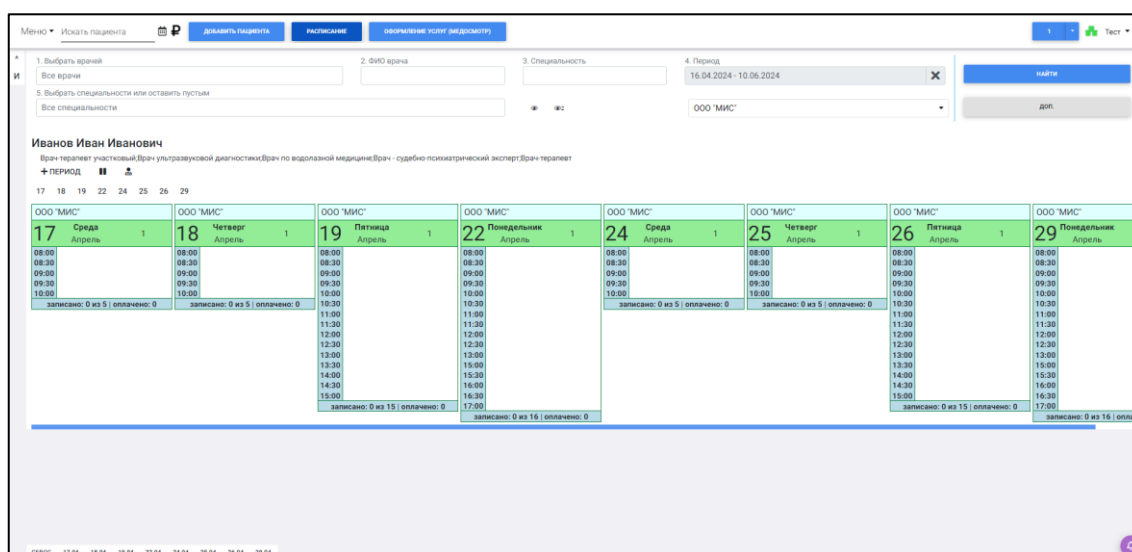 Меню Искать пациента ДОБАВИТЬ ПАЦИЕНТА РАСПИСАНИЕ ОФОРМЛЕНИЕ УСЛУГ (МЕДОСМОТР) 1 Тест
И
1. Выбрать врачей 2. ФИО врача 3. Специальность 4. Период
Все врачи 16.04.2024 - 10.06.2024 НАЙТИ
5. Выбрать специальности или оставить пустым
Все специальности ООО "МИС" ДОП.
Иванов Иван Иванович
Врач-терапевт участковый;Врач ультразвуковой диагностики;Врач по водолазной медицине;Врач - судебно-психиатрический эксперт;Врач-терапевт
+ ПЕРИОД
17 18 19 22 24 25 26 29
ООО "МИС" ООО "МИС" ООО "МИС" ООО "МИС" ООО "МИС" ООО "МИС" ООО "МИС" ООО "МИС"
17 Среда Апрель 1 18 Четверг Апрель 1 19 Пятница Апрель 1 22 Понедельник Апрель 1 24 Среда Апрель 1 25 Четверг Апрель 1 26 Пятница Апрель 1 29 Понедельник Апрель
08:00 08:00 08:00 08:00 08:00 08:00 08:00 08:00
08:30 08:30 08:30 08:30 08:30 08:30 08:30 08:30
09:00 09:00 09:00 09:00 09:00 09:00 09:00 09:00
09:30 09:30 09:30 09:30 09:30 09:30 09:30 09:30
10:00 10:00 10:00 10:00 10:00 10:00 10:00 10:00
записано: 0 из 5 | оплачено: 0 записано: 0 из 5 | оплачено: 0 10:30 10:30 записано: 0 из 5 | оплачено: 0 записано: 0 из 5 | оплачено: 0 10:30 10:30
11:00 11:00 11:00 11:00
11:30 11:30 11:30 11:30
12:00 12:00 12:00 12:00
12:30 12:30 12:30 12:30
13:00 13:00 13:00 13:00
13:30 15:00 13:30 15:00
14:00 15:30 14:00 15:30
14:30 16:00 14:30 16:00
15:00 16:30 15:00 16:30
записано: 0 из 15 | оплачено: 0 17:00 записано: 0 из 15 | оплачено: 0 17:00
записано: 0 из 16 | оплачено: 0 записано: 0 из 16 | опла